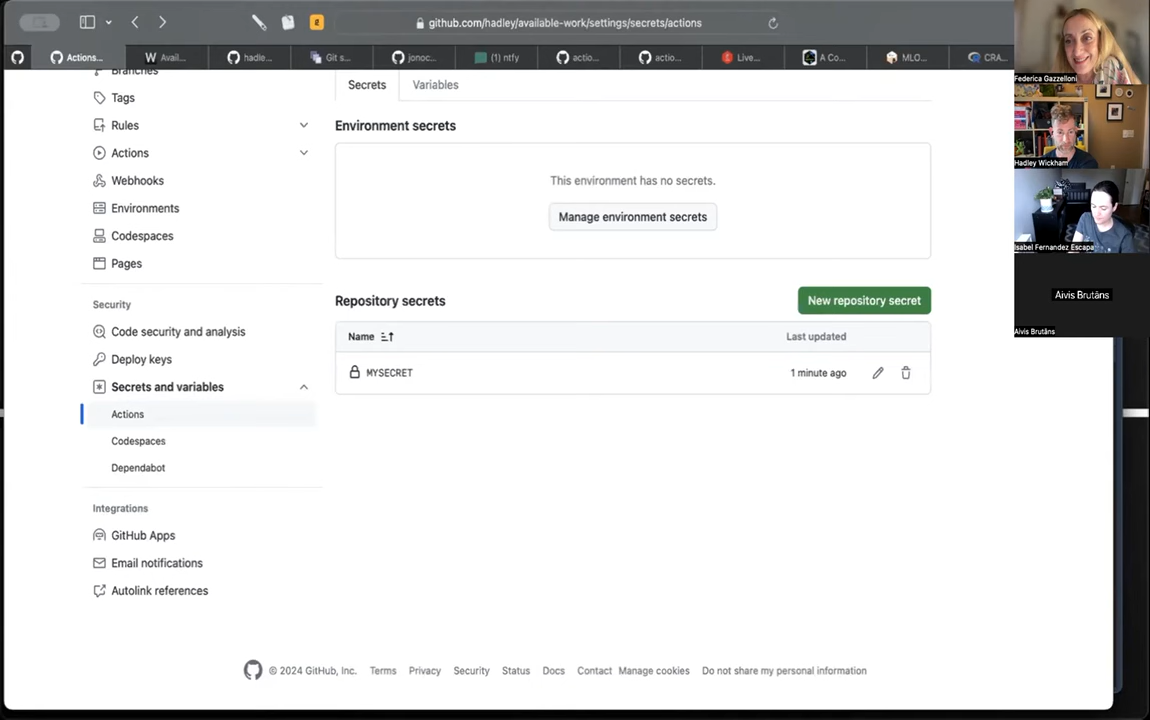 github.com/hadley/available-work/settings/secrets/actions
Actions...
Avail...
hadle...
Git s...
jonoc...
(1) ntfy
actio...
actio...
Live...
A Co...
MLO...
CRA...
Federica Gazzelloni
Hadley Wickham
Isabel Fernandez Escapa
Aivis Brutāns
Aivis Brutāns
Branches
Tags
Rules
Actions
Webhooks
Environments
Codespaces
Pages
Security
Code security and analysis
Deploy keys
Secrets and variables
Actions
Codespaces
Dependabot
Integrations
GitHub Apps
Email notifications
Autolink references
Secrets Variables
Environment secrets
This environment has no secrets.
Manage environment secrets
Repository secrets
New repository secret
Name Last updated
MYSECRET 1 minute ago
© 2024 GitHub, Inc. Terms Privacy Security Status Docs Contact Manage cookies Do not share my personal information